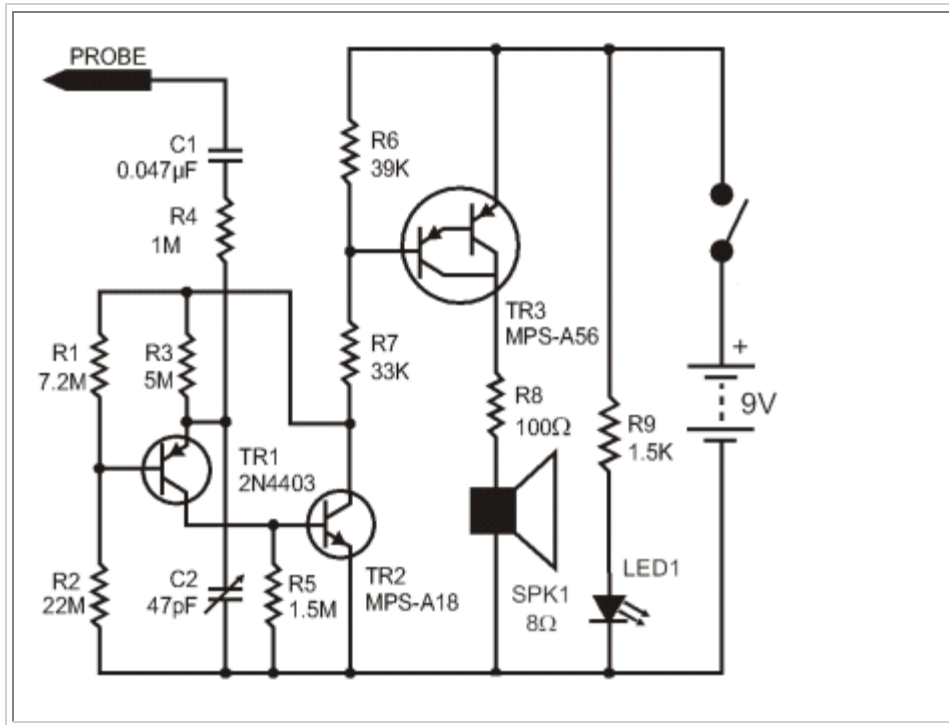 PROBE
C1
0.047µF
R4
1M
R6
39K
R1
7.2M
R3
5M
R7
33K
TR3
MPS-A56
+
9V
R8
100Ω
R9
1.5K
TR1
2N4403
R2
22M
C2
47pF
R5
1.5M
TR2
MPS-A18
SPK1
8Ω
LED1